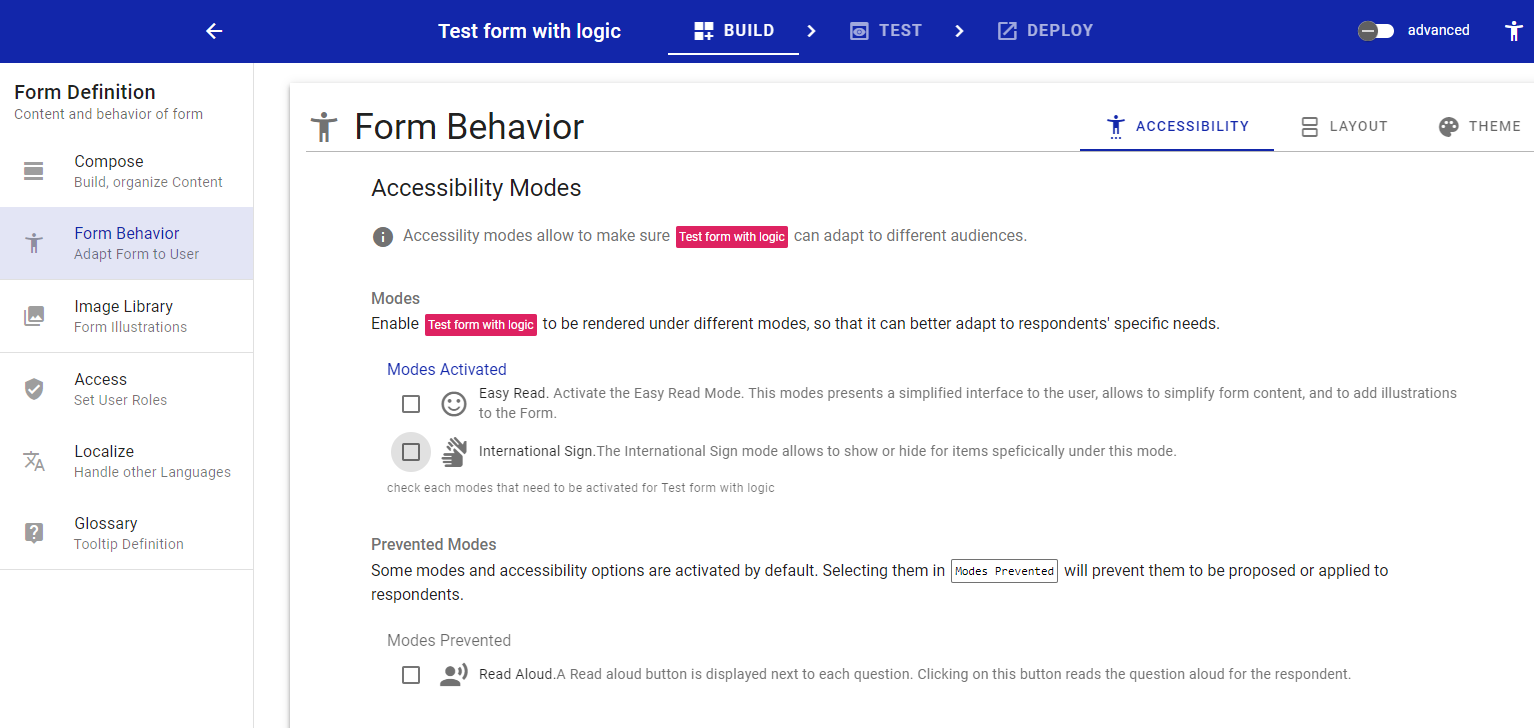 Test form with logic
BUILD
TEST
DEPLOY
advanced
Form Definition
Content and behavior of form
Compose
Build, organize Content
Form Behavior
Adapt Form to User
Image Library
Form Illustrations
Access
Set User Roles
Localize
Handle other Languages
Glossary
Tooltip Definition
Form Behavior
ACCESSIBILITY
LAYOUT
THEME
Accessibility Modes
Accessility modes allow to make sure Test form with logic can adapt to different audiences.
Modes
Enable Test form with logic to be rendered under different modes, so that it can better adapt to respondents' specific needs.
Modes Activated
Easy Read. Activate the Easy Read Mode. This modes presents a simplified interface to the user, allows to simplify form content, and to add illustrations
to the Form.
International Sign.The International Sign mode allows to show or hide for items speficically under this mode.
check each modes that need to be activated for Test form with logic
Prevented Modes
Some modes and accessibility options are activated by default. Selecting them in Modes Prevented will prevent them to be proposed or applied to
respondents.
Modes Prevented
Read Aloud.A Read aloud button is displayed next to each question. Clicking on this button reads the question aloud for the respondent.